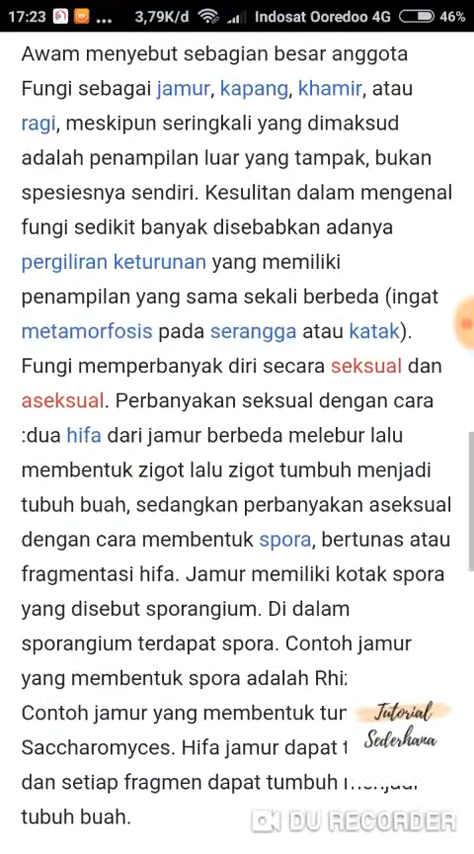 17:23 ... 3,79K/d Indosat Ooredoo 4G 46%
Awam menyebut sebagian besar anggota
Fungi sebagai jamur, kapang, khamir, atau
ragi, meskipun seringkali yang dimaksud
adalah penampilan luar yang tampak, bukan
spesiesnya sendiri. Kesulitan dalam mengenal
fungi sedikit banyak disebabkan adanya
pergiliran keturunan yang memiliki
penampilan yang sama sekali berbeda (ingat
metamorfosis pada serangga atau katak).
Fungi memperbanyak diri secara seksual dan
aseksual. Perbanyakan seksual dengan cara
:dua hifa dari jamur berbeda melebur lalu
membentuk zigot lalu zigot tumbuh menjadi
tubuh buah, sedangkan perbanyakan aseksual
dengan cara membentuk spora, bertunas atau
fragmentasi hifa. Jamur memiliki kotak spora
yang disebut sporangium. Di dalam
sporangium terdapat spora. Contoh jamur
yang membentuk spora adalah
Contoh jamur yang membentuk
Saccharomyces. Hifa jamur dapat
dan setiap fragmen dapat tumbuh
tubuh buah.
Tutorial
Sederhana
DU RECORDER